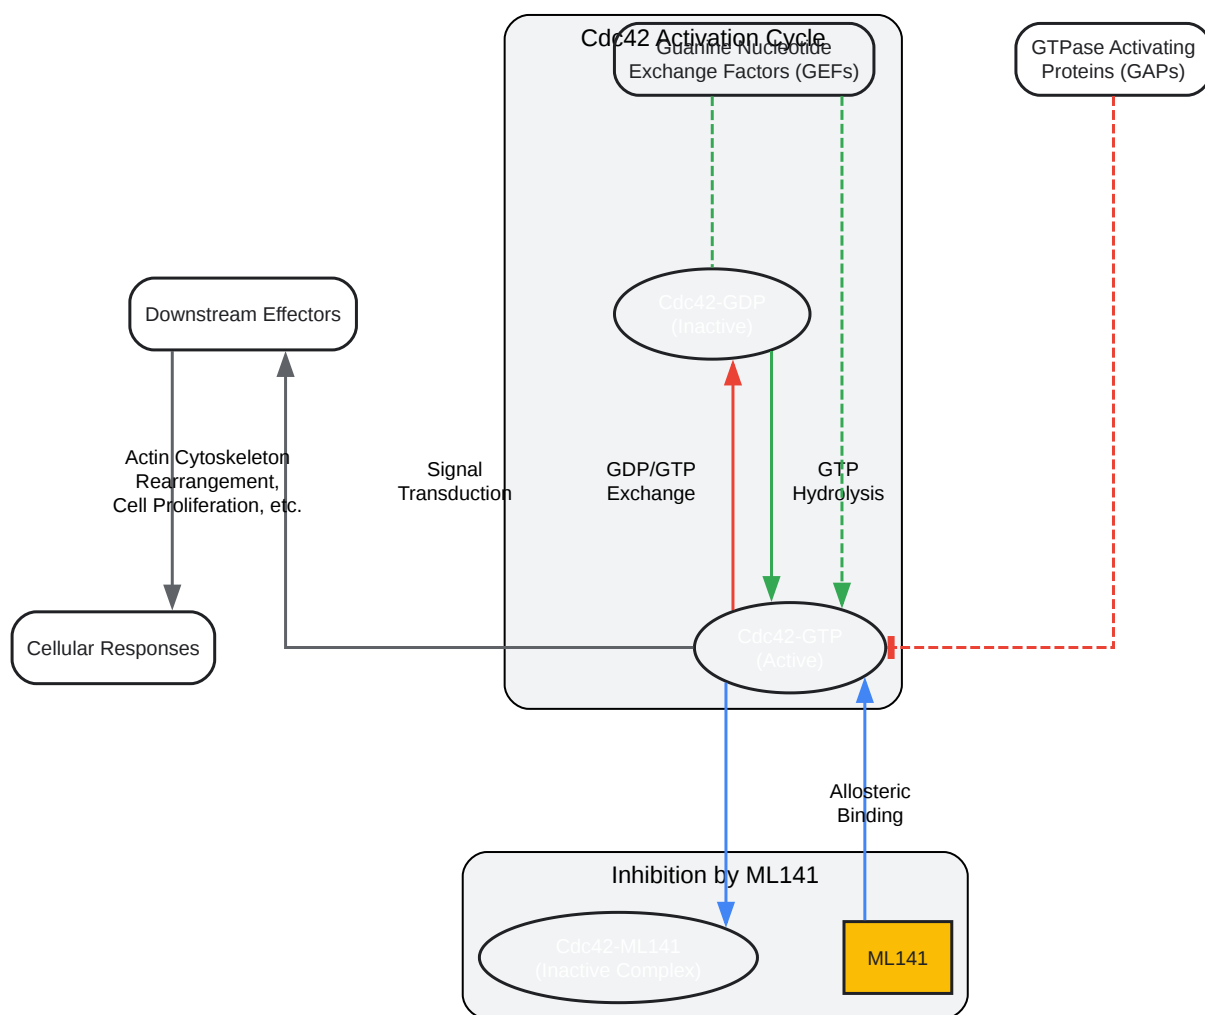 Cdc42 Activation Cycle
Guanine Nucleotide
Exchange Factors (GEFs)
GTPase Activating
Proteins (GAPs)
Downstream Effectors
Cdc42-GDP
(Inactive)
Actin Cytoskeleton
Rearrangement,
Cell Proliferation, etc.
Signal
Transduction
GDP/GTP
Exchange
GTP
Hydrolysis
Cellular Responses
Cdc42-GTP
(Active)
Allosteric
Binding
Inhibition by ML141
Cdc42-ML141
(Inactive Complex)
ML141